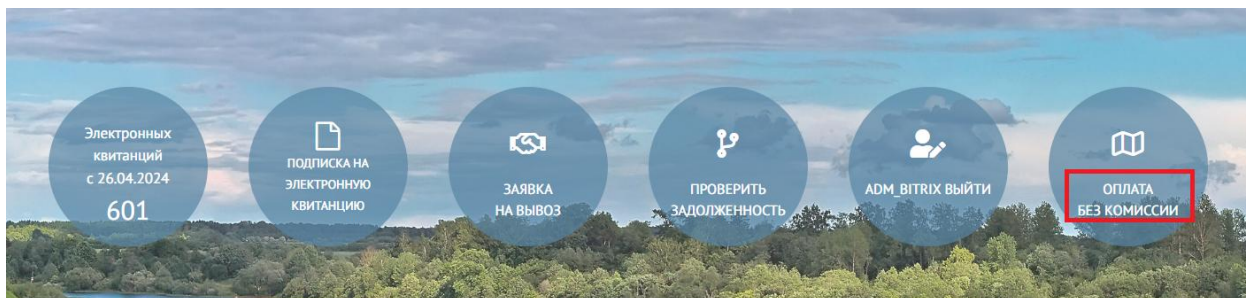 Электронных
квитанций
с 26.04.2024
601
ПОДПИСКА НА
ЭЛЕКТРОННУЮ
КВИТАНЦИЮ
ЗАЯВКА
НА ВЫВОЗ
ПРОВЕРИТЬ
ЗАДОЛЖЕННОСТЬ
ADM_BITRIX ВЫЙТИ
ОПЛАТА
БЕЗ КОМИССИИ